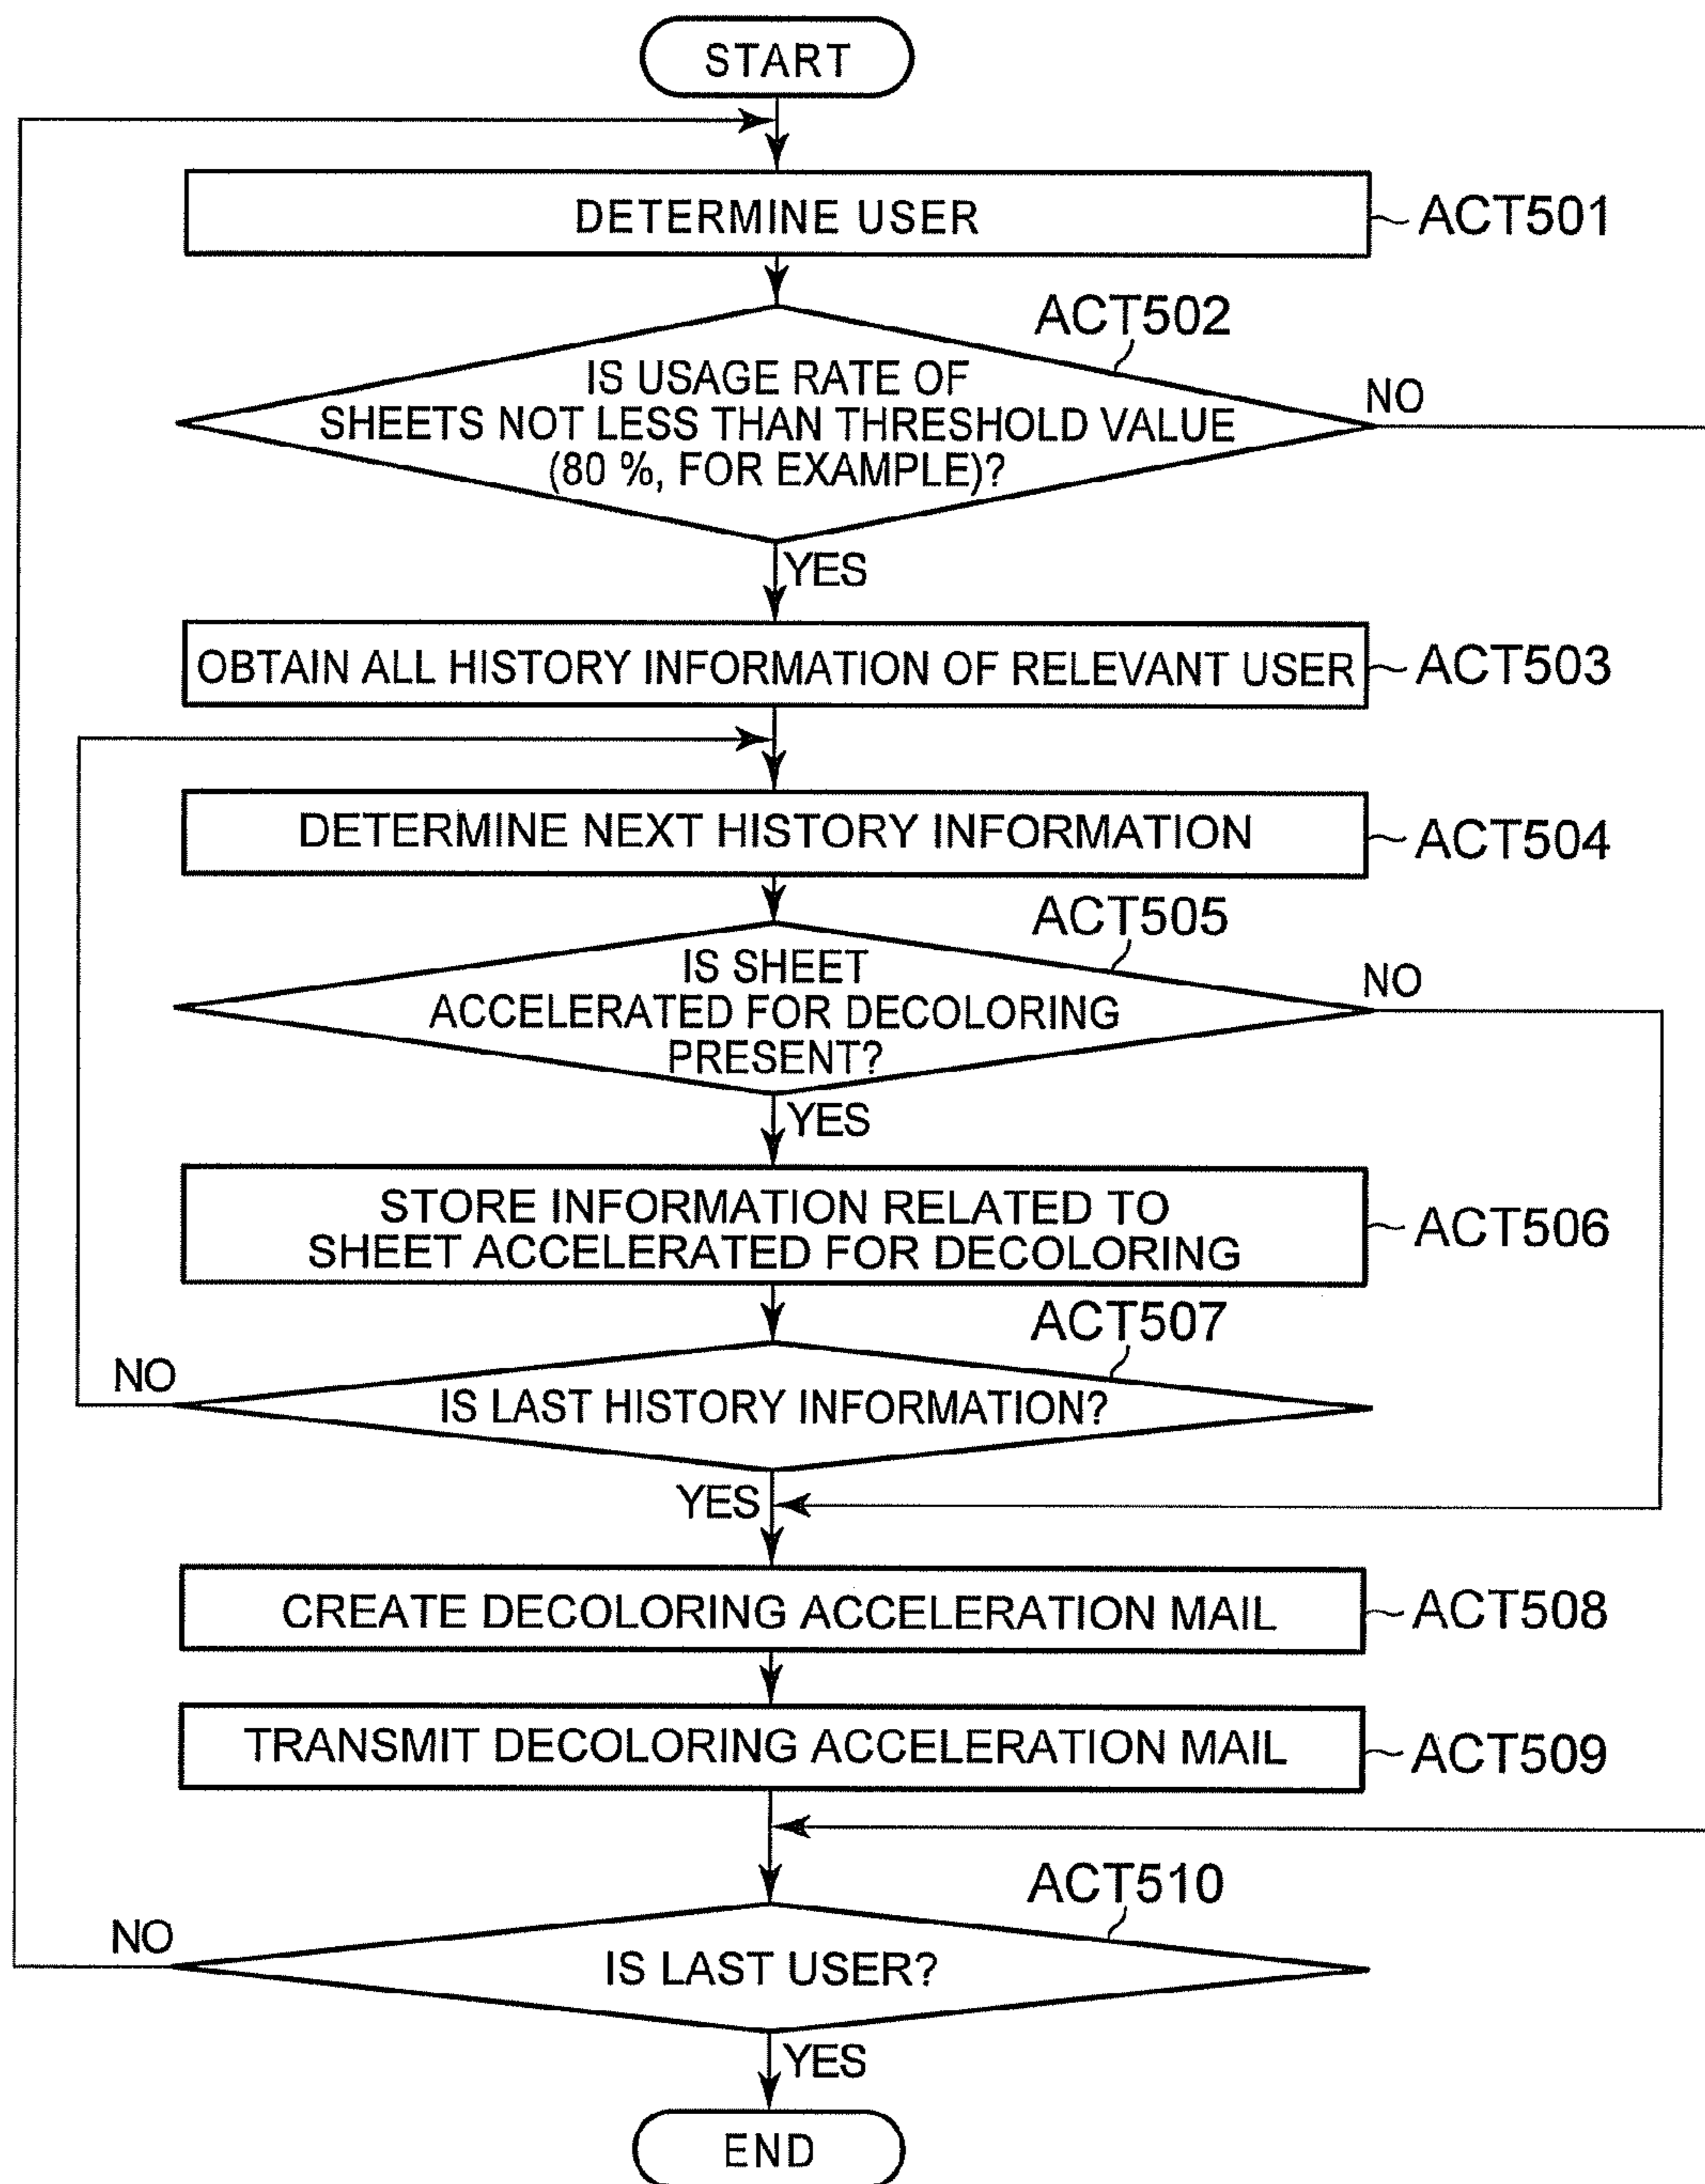 START
DETERMINE USER
ACT501
ACT502
IS USAGE RATE OF
SHEETS NOT LESS THAN THRESHOLD VALUE
(80 %, FOR EXAMPLE)?
NO
YES
OBTAIN ALL HISTORY INFORMATION OF RELEVANT USER
ACT503
DETERMINE NEXT HISTORY INFORMATION
ACT504
ACT505
IS SHEET
ACCELERATED FOR DECOLORING
PRESENT?
NO
YES
STORE INFORMATION RELATED TO
SHEET ACCELERATED FOR DECOLORING
ACT506
ACT507
NO
IS LAST HISTORY INFORMATION?
YES
CREATE DECOLORING ACCELERATION MAIL
ACT508
TRANSMIT DECOLORING ACCELERATION MAIL
ACT509
ACT510
NO
IS LAST USER?
YES
END